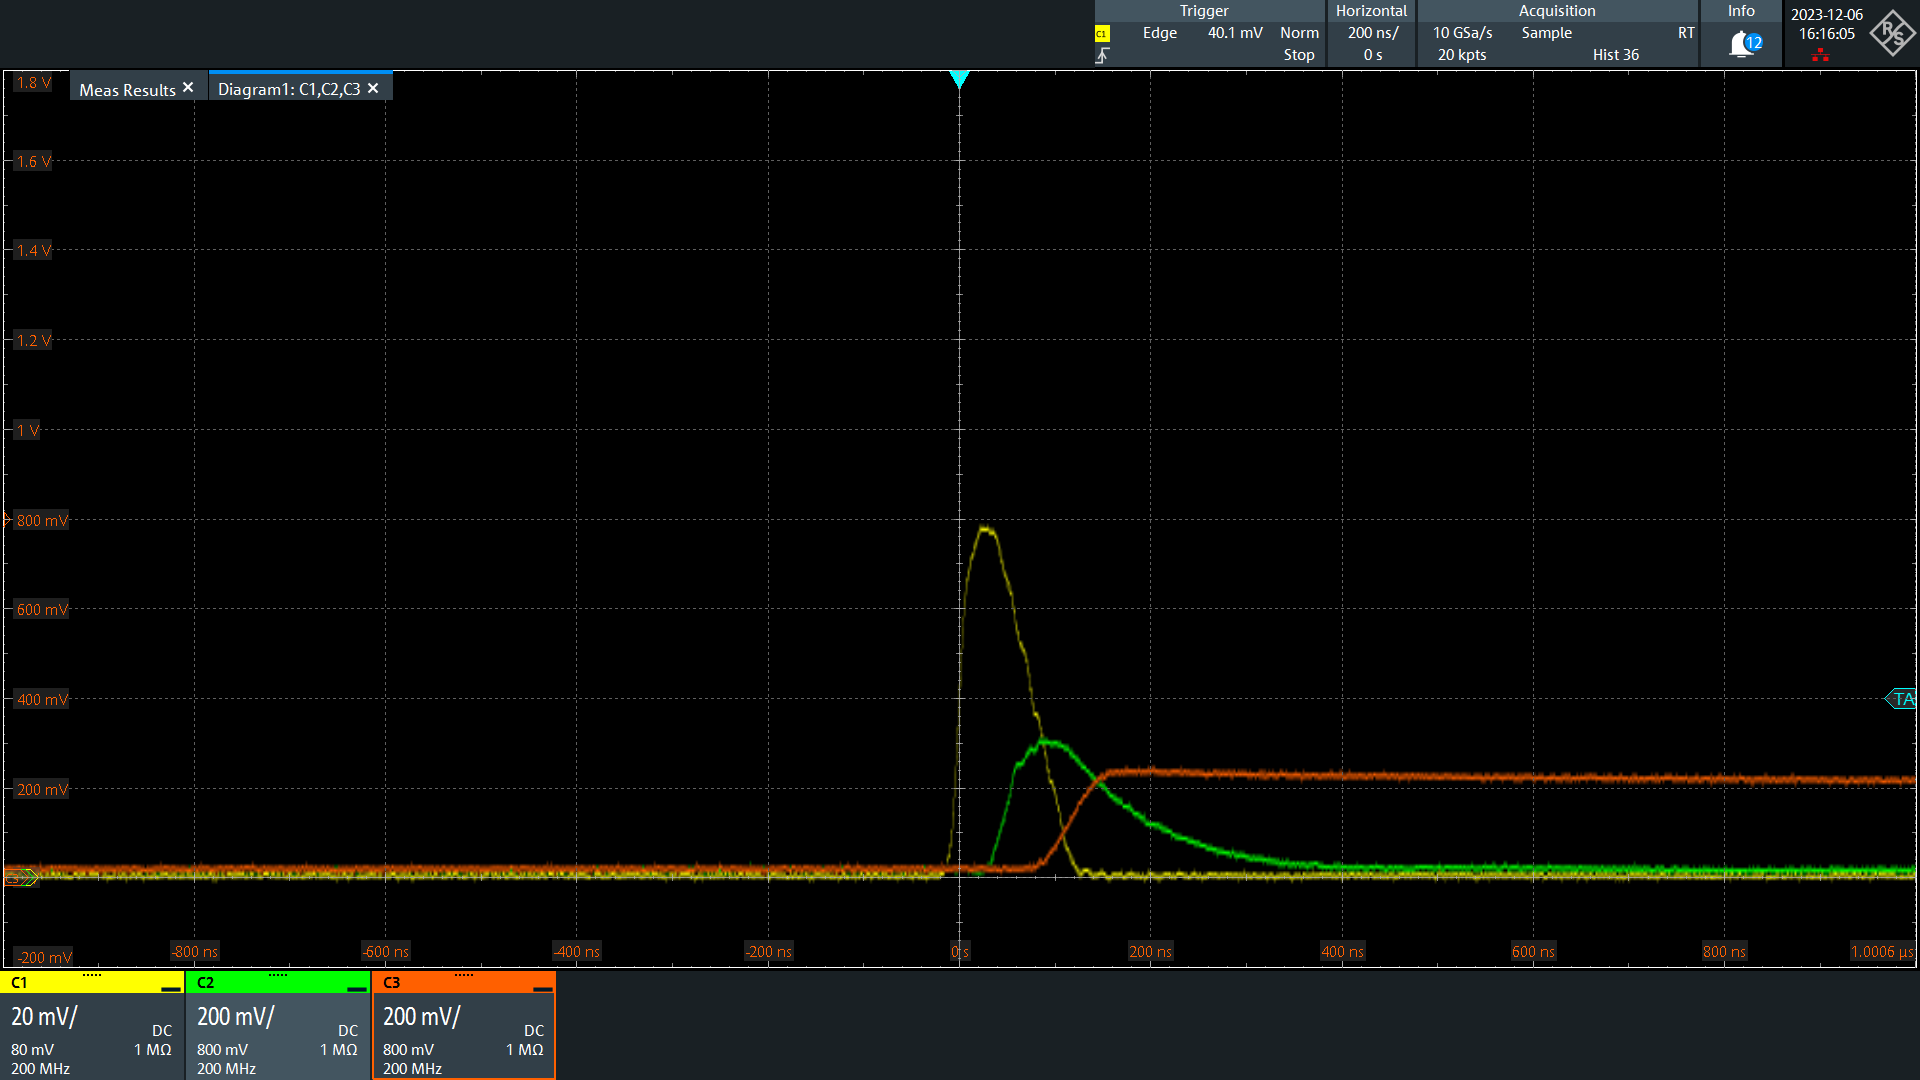 Trigger
C1 Edge 40.1 mV Norm
Stop
Horizontal
200 ns/
0 s
Acquisition
10 GSa/s Sample RT
20 kpts Hist 36
Info
12
2023-12-06
16:16:05
R S
Meas Results ✕
Diagram1: C1,C2,C3 ✕
1.8 V
1.6 V
1.4 V
1.2 V
1 V
800 mV
600 mV
400 mV
TA
200 mV
C3
-200 mV
-800 ns
-600 ns
-400 ns
-200 ns
0 s
200 ns
400 ns
600 ns
800 ns
1.0006 µs
C1
20 mV/
DC
80 mV 1 MΩ
200 MHz
C2
200 mV/
DC
800 mV 1 MΩ
200 MHz
C3
200 mV/
DC
800 mV 1 MΩ
200 MHz